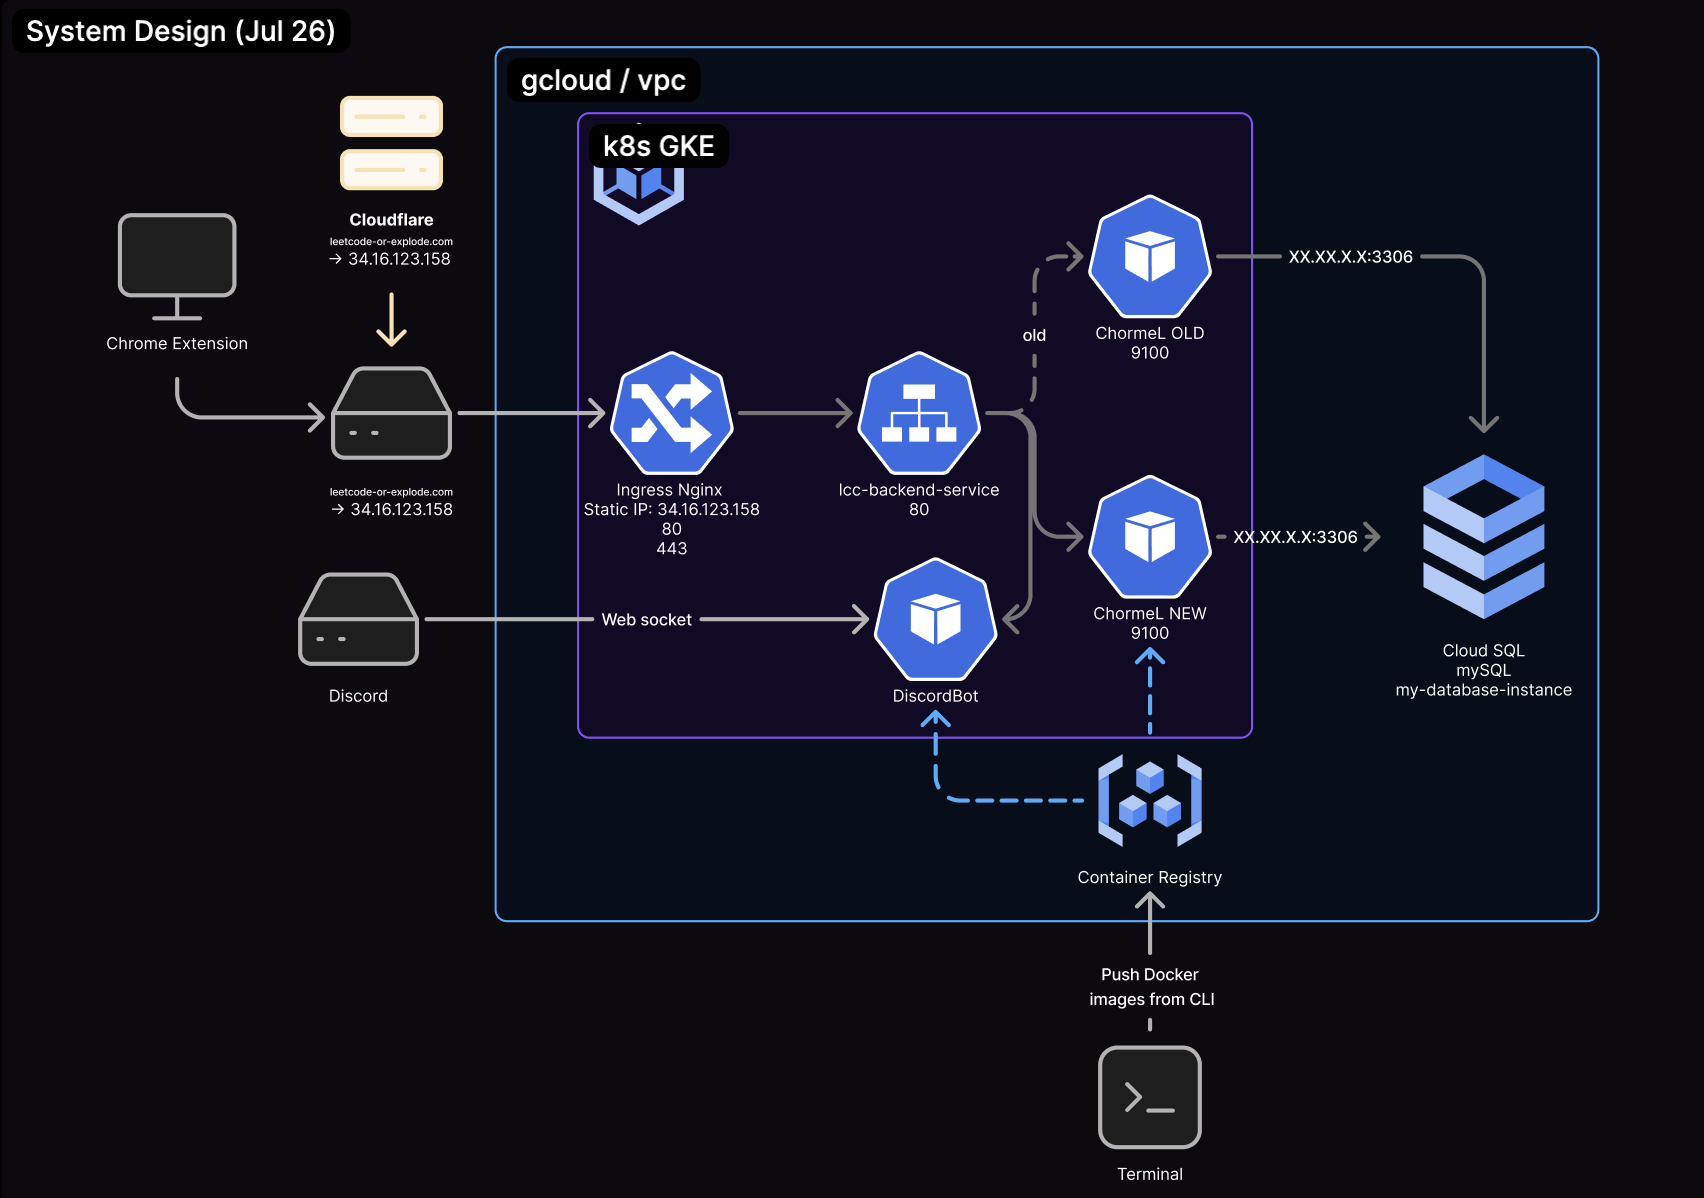 System Design (Jul 26)
gcloud / vpc
k8s GKE
Cloudflare
leetcode-or-explode.com
→ 34.16.123.158
Chrome Extension
leetcode-or-explode.com
→ 34.16.123.158
Ingress Nginx
Static IP: 34.16.123.158
80
443
lcc-backend-service
80
old
ChormeL OLD
9100
XX.XX.X.X:3306
ChormeL NEW
9100
XX.XX.X.X:3306
Cloud SQL
mySQL
my-database-instance
Discord
Web socket
DiscordBot
Container Registry
Push Docker
images from CLI
Terminal